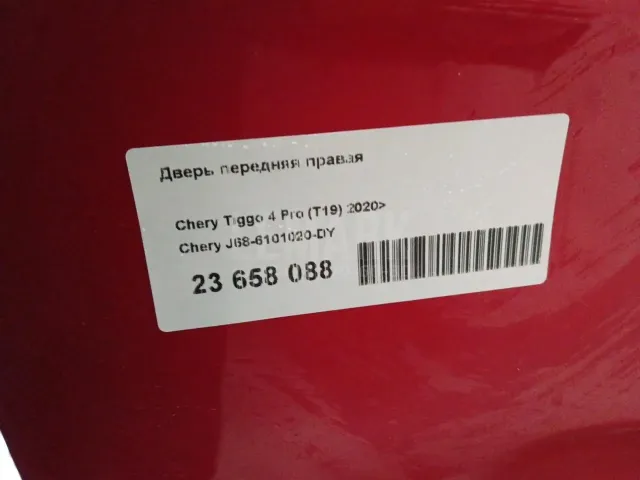 Дверь передняя правая
Chery Tiggo 4 Pro (T19) 2020>
Chery J68-6101020-DY
23 658 088